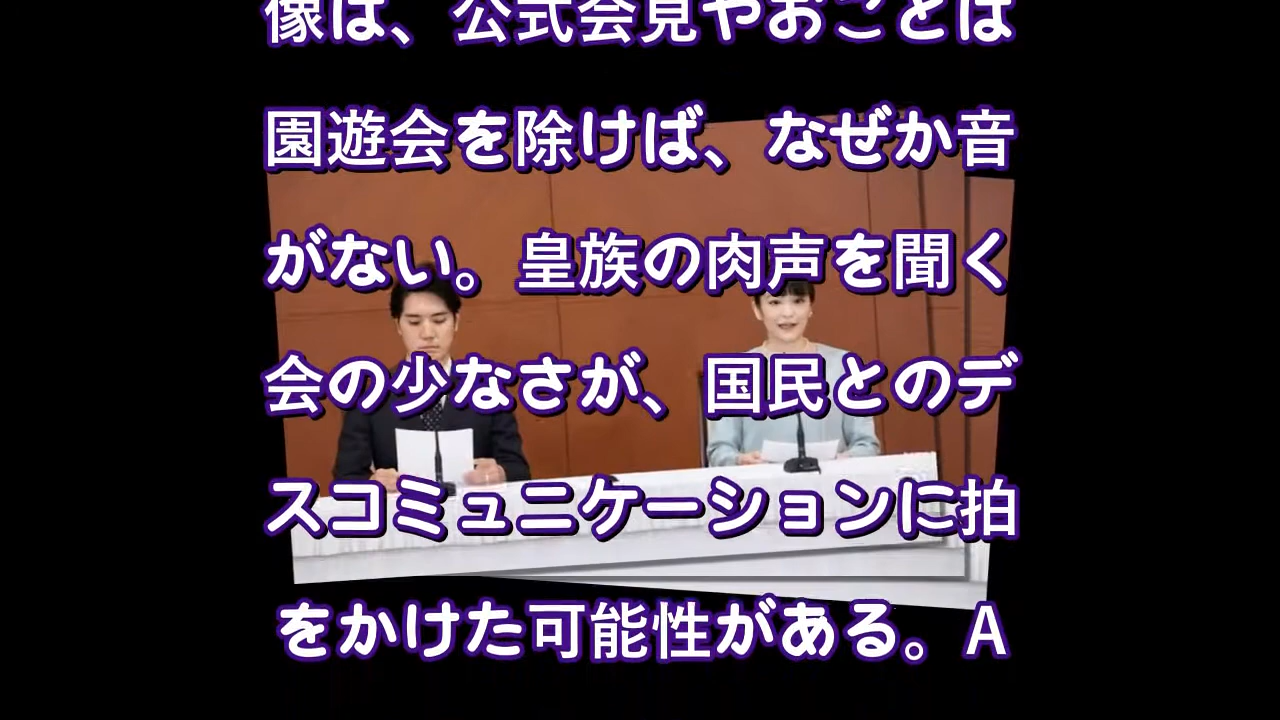 像は、公式会見やおことば
園遊会を除けば、なぜか音
がない。皇族の肉声を聞く
会の少なさが、国民とのデ
スコミュニケーションに拍
をかけた可能性がある。A